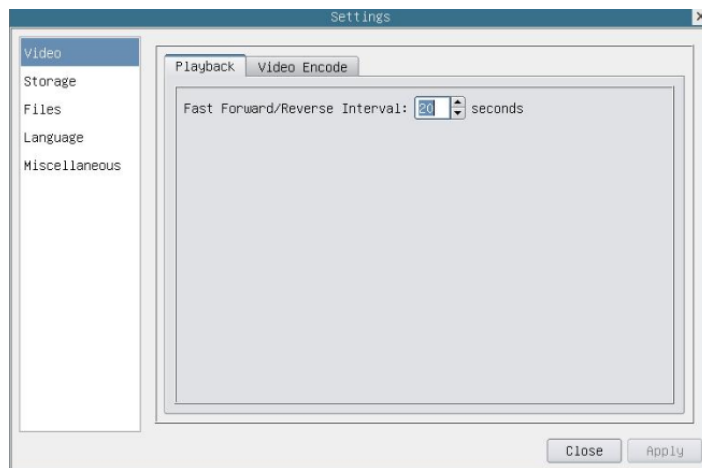 Settings
Video
Storage
Files
Language
Miscellaneous
Playback
Video Encode
Fast Forward/Reverse Interval: 20 seconds
Close
Apply